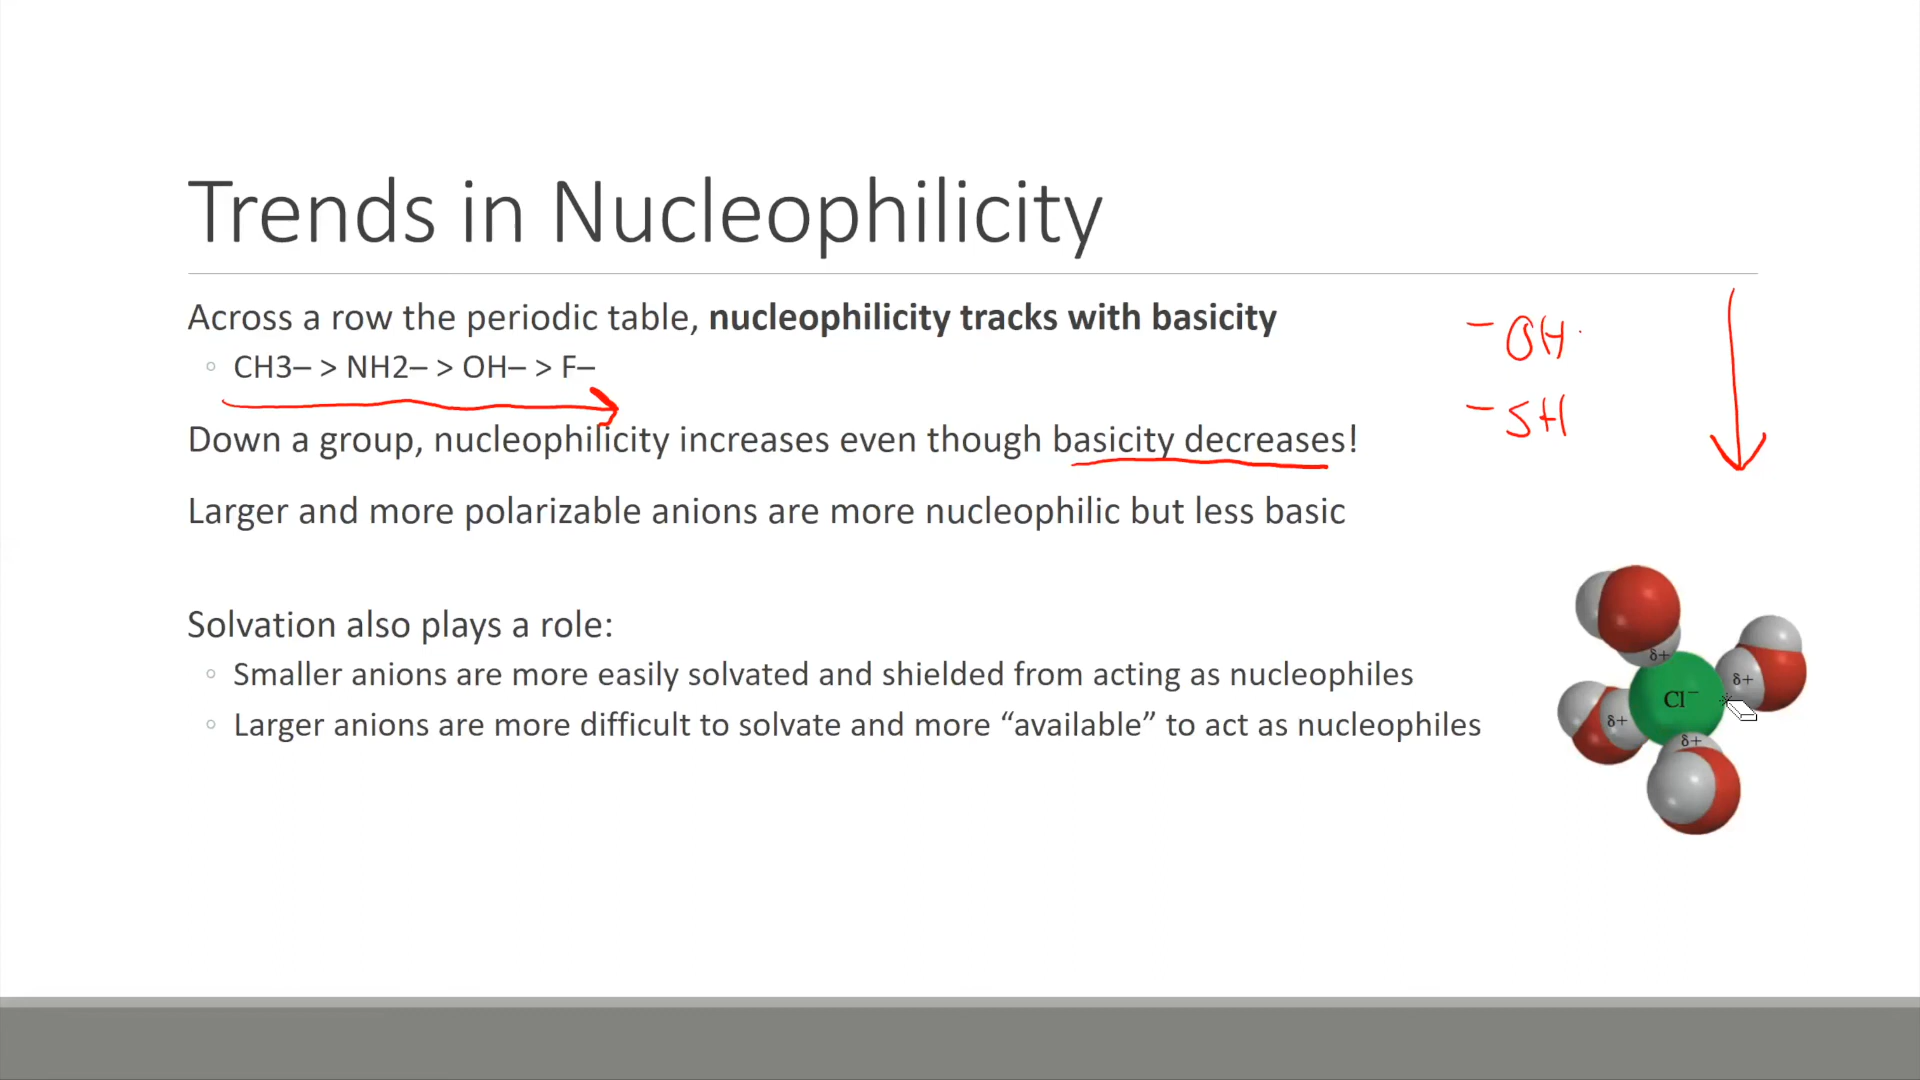 Trends in Nucleophilicity
Across a row the periodic table, nucleophilicity tracks with basicity
◦ CH3– > NH2– > OH– > F–
Down a group, nucleophilicity increases even though basicity decreases!
Larger and more polarizable anions are more nucleophilic but less basic
Solvation also plays a role:
◦ Smaller anions are more easily solvated and shielded from acting as nucleophiles
◦ Larger anions are more difficult to solvate and more “available” to act as nucleophiles
⁻OH
⁻SH
δ+
δ+
Cl⁻
δ+
δ+